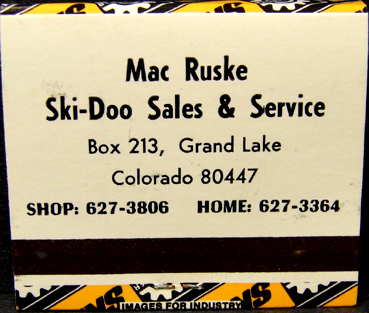 Mac Ruske
Ski-Doo Sales & Service
Box 213, Grand Lake
Colorado 80447
SHOP: 627-3806 HOME: 627-3364
IMAGES FOR INDUSTRY